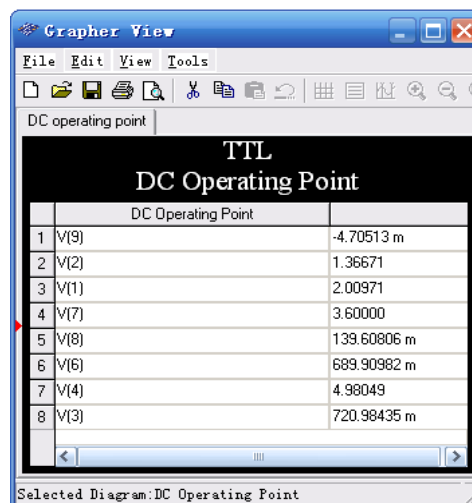 Grapher View
File Edit View Tools
DC operating point
TTL
DC Operating Point
DC Operating Point
1 V(9) -4.70513 m
2 V(2) 1.36671
3 V(1) 2.00971
4 V(7) 3.60000
5 V(8) 139.60806 m
6 V(6) 689.90982 m
7 V(4) 4.98049
8 V(3) 720.98435 m
Selected Diagram:DC Operating Point